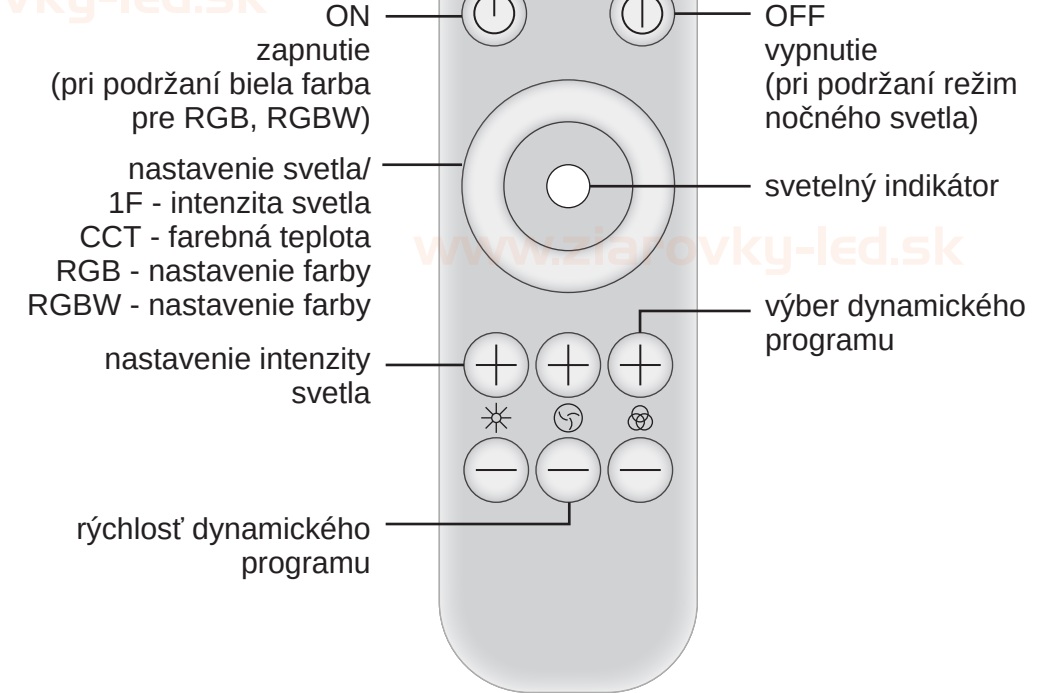 vky-led.sk
ON
zapnutie
(pri podržaní biela farba
pre RGB, RGBW)
OFF
vypnutie
(pri podržaní režim
nočného svetla)
nastavenie svetla/
1F - intenzita svetla
CCT - farebná teplota
RGB - nastavenie farby
RGBW - nastavenie farby
svetelný indikátor
www.ziarovky-led.sk
výber dynamického
programu
nastavenie intenzity
svetla
rýchlosť dynamického
programu